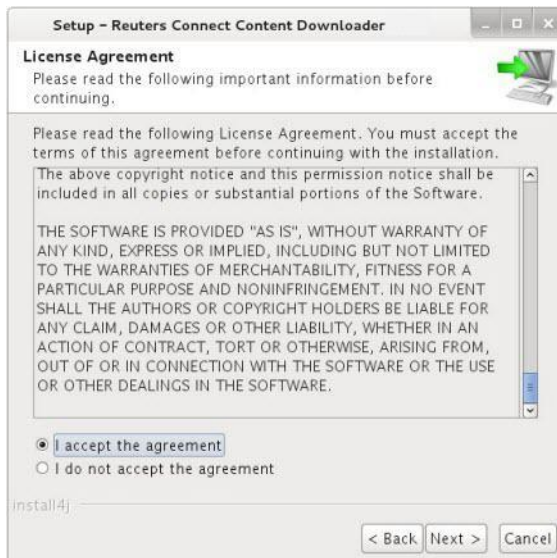 Setup – Reuters Connect Content Downloader
License Agreement
Please read the following important information before
continuing.
Please read the following License Agreement. You must accept the
terms of this agreement before continuing with the installation.
The above copyright notice and this permission notice shall be
included in all copies or substantial portions of the Software.
THE SOFTWARE IS PROVIDED "AS IS", WITHOUT WARRANTY OF
ANY KIND, EXPRESS OR IMPLIED, INCLUDING BUT NOT LIMITED
TO THE WARRANTIES OF MERCHANTABILITY, FITNESS FOR A
PARTICULAR PURPOSE AND NONINFRINGEMENT. IN NO EVENT
SHALL THE AUTHORS OR COPYRIGHT HOLDERS BE LIABLE FOR
ANY CLAIM, DAMAGES OR OTHER LIABILITY, WHETHER IN AN
ACTION OF CONTRACT, TORT OR OTHERWISE, ARISING FROM,
OUT OF OR IN CONNECTION WITH THE SOFTWARE OR THE USE
OR OTHER DEALINGS IN THE SOFTWARE.
I accept the agreement
I do not accept the agreement
install4j
< Back Next > Cancel